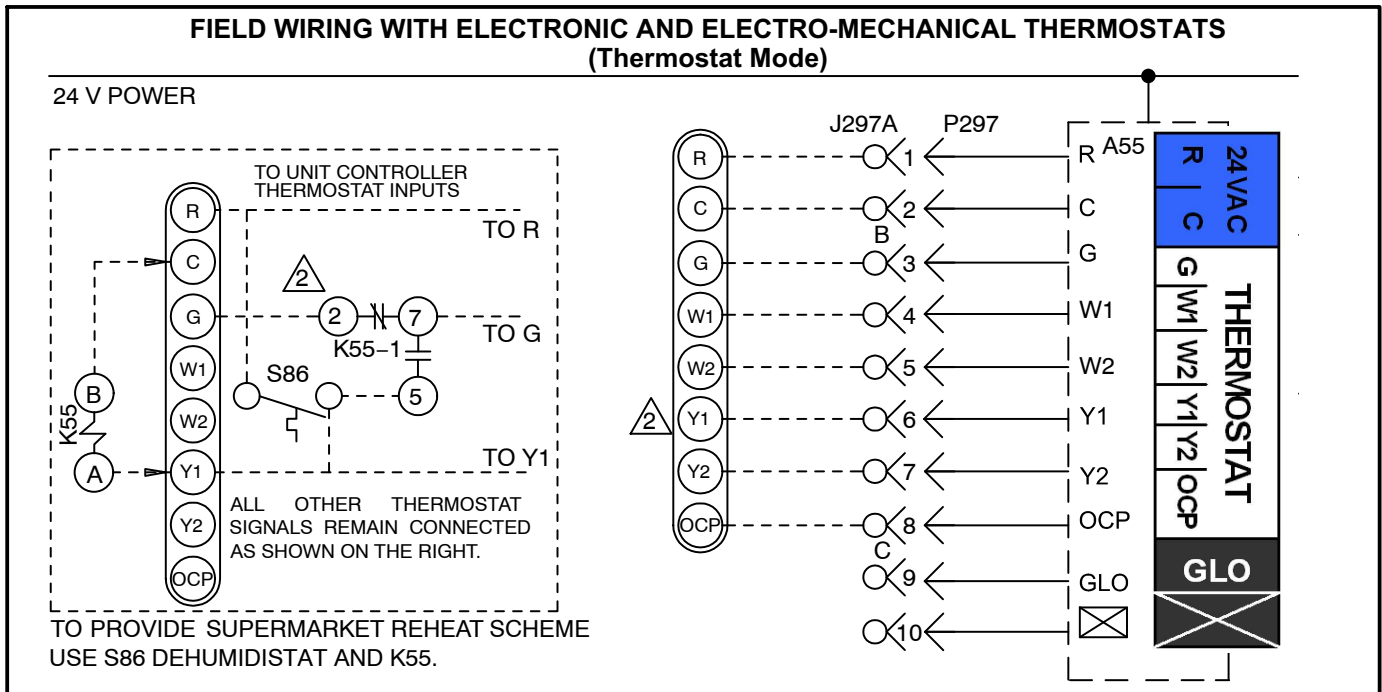 FIELD WIRING WITH ELECTRONIC AND ELECTRO-MECHANICAL THERMOSTATS
(Thermostat Mode)
24 V POWER
TO UNIT CONTROLLER
THERMOSTAT INPUTS
R
TO R
C
2
G
2
7
TO G
K55-1
W1
S86
5
B
K55
W2
A
Y1
TO Y1
Y2
ALL OTHER THERMOSTAT
SIGNALS REMAIN CONNECTED
AS SHOWN ON THE RIGHT.
OCP
TO PROVIDE SUPERMARKET REHEAT SCHEME
USE S86 DEHUMIDISTAT AND K55.
J297A P297
R 1 R A55
C 2 C
B
G 3 G
W1 4 W1
W2 5 W2
2 Y1 6 Y1
Y2 7 Y2
OCP 8 OCP
C
9 GLO
10
24VAC
R C
THERMOSTAT
G W1 W2 Y1 Y2 OCP
GLO